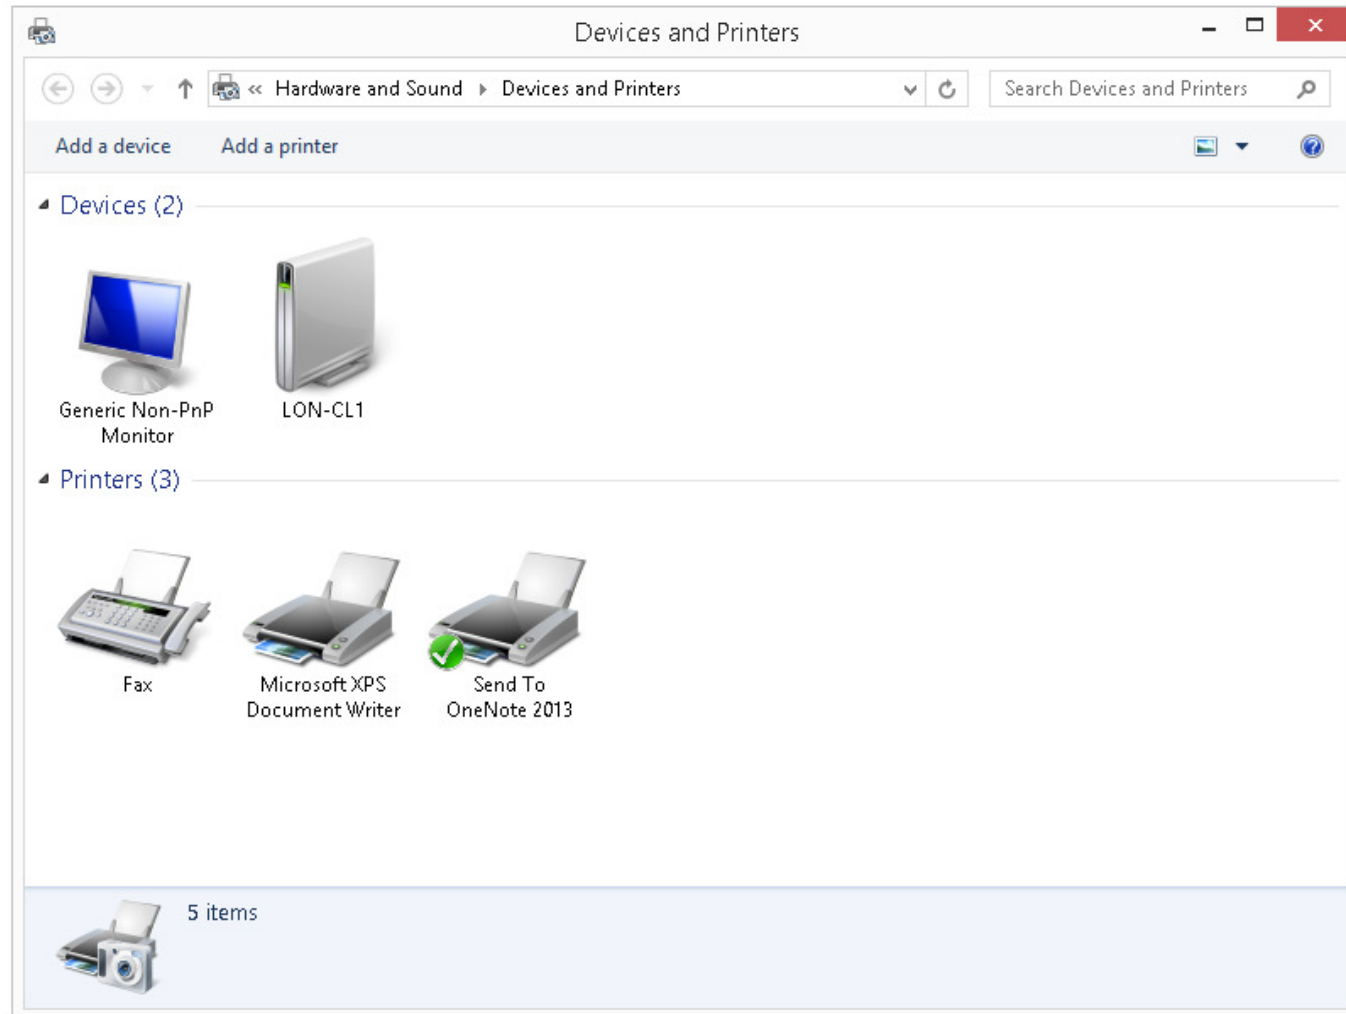 Devices and Printers
« Hardware and Sound Devices and Printers
Search Devices and Printers
Add a device Add a printer
Devices (2)
Generic Non-PnP
Monitor
LON-CL1
Printers (3)
Fax
Microsoft XPS
Document Writer
Send To
OneNote 2013
5 items